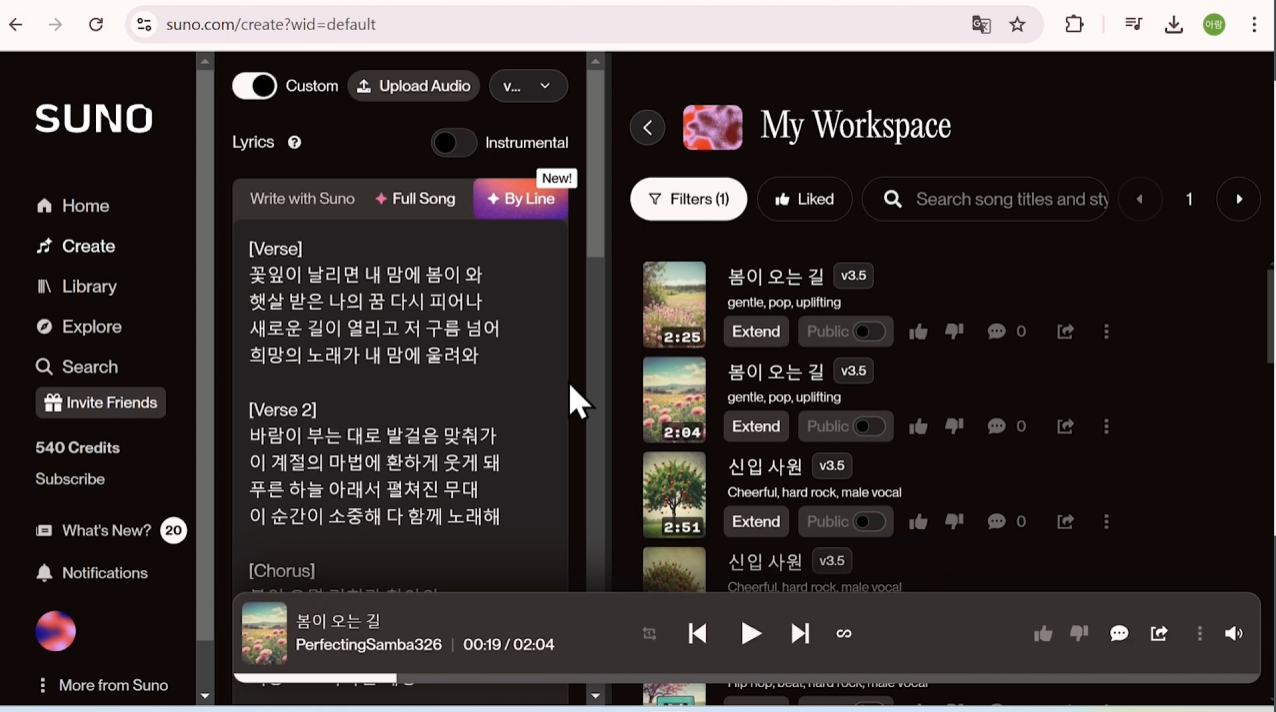 suno.com/create?wid=default
아람
SUNO
Home
Create
Library
Explore
Search
Invite Friends
540 Credits
Subscribe
What's New? 20
Notifications
More from Suno
Custom
Upload Audio
v...
Lyrics
Instrumental
New!
Write with Suno
Full Song
By Line
[Verse]
꽃잎이 날리면 내 맘에 봄이 와
햇살 받은 나의 꿈 다시 피어나
새로운 길이 열리고 저 구름 넘어
희망의 노래가 내 맘에 울려와
[Verse 2]
바람이 부는 대로 발걸음 맞춰가
이 계절의 마법에 환하게 웃게 돼
푸른 하늘 아래서 펼쳐진 무대
이 순간이 소중해 다 함께 노래해
[Chorus]
My Workspace
Filters (1)
Liked
Search song titles and sty
1
봄이 오는 길 v3.5
gentle, pop, uplifting
2:25
Extend
Public
0
봄이 오는 길 v3.5
gentle, pop, uplifting
2:04
Extend
Public
0
신입 사원 v3.5
Cheerful, hard rock, male vocal
2:51
Extend
Public
0
신입 사원 v3.5
Cheerful, hard rock, male vocal
봄이 오는 길
PerfectingSamba326 | 00:19 / 02:04
Hip hop, beat, hard rock, male vocal